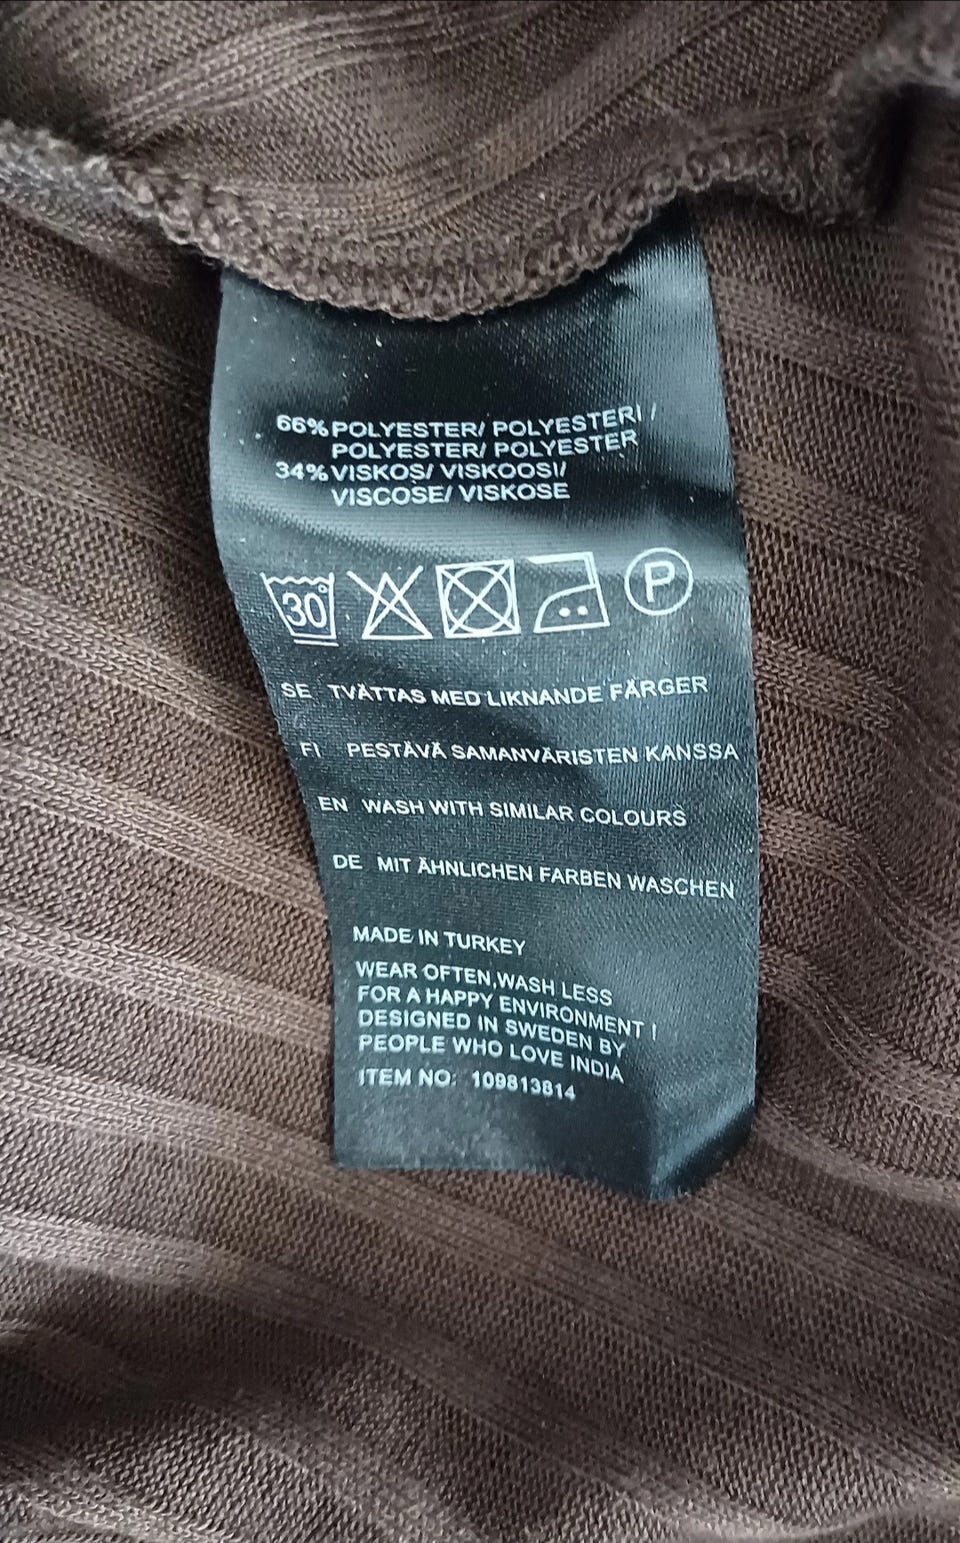 66% POLYESTER/ POLYESTERI /
POLYESTER/ POLYESTER
34% VISKOS/ VISKOOSI/
VISCOSE/ VISKOSE
30° P
SE TVÄTTAS MED LIKNANDE FÄRGER
FI PESTÄVÄ SAMANVÄRISTEN KANSSA
EN WASH WITH SIMILAR COLOURS
DE MIT ÄHNLICHEN FARBEN WASCHEN
MADE IN TURKEY
WEAR OFTEN,WASH LESS
FOR A HAPPY ENVIRONMENT !
DESIGNED IN SWEDEN BY
PEOPLE WHO LOVE INDIA
ITEM NO: 109813814